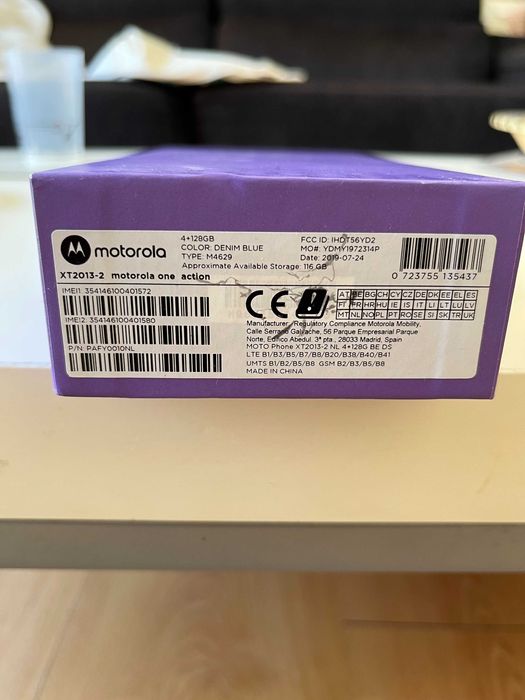 motorola
4+128GB
COLOR: DENIM BLUE
TYPE: M4629
Approximate Available Storage: 116 GB
FCC ID: IHDT56YD2
MO#: YDMY1972314P
Date: 2019-07-24
0 723755 135437
XT2013-2 motorola one action
IMEI1: 354146100401572
IMEI2: 354146100401580
P/N: PAFY0010NL
CE
AT BE BG CH CY CZ DE DK EE EL ES
FI FR HR HU IE IS IT LI LT LU LV
MT NL NO PL PT RO SE SI SK TR UK
Manufacturer/Regulatory Compliance Motorola Mobility,
Calle Serrano Galvache, 56 Parque Empresarial Parque
Norte, Edifico Abedul. 3ª pta., 28033 Madrid, Spain
MOTO Phone XT2013-2 NL 4+128G BE DS
LTE B1/B3/B5/B7/B8/B20/B38/B40/B41
UMTS B1/B2/B5/B8 GSM B2/B3/B5/B8
MADE IN CHINA